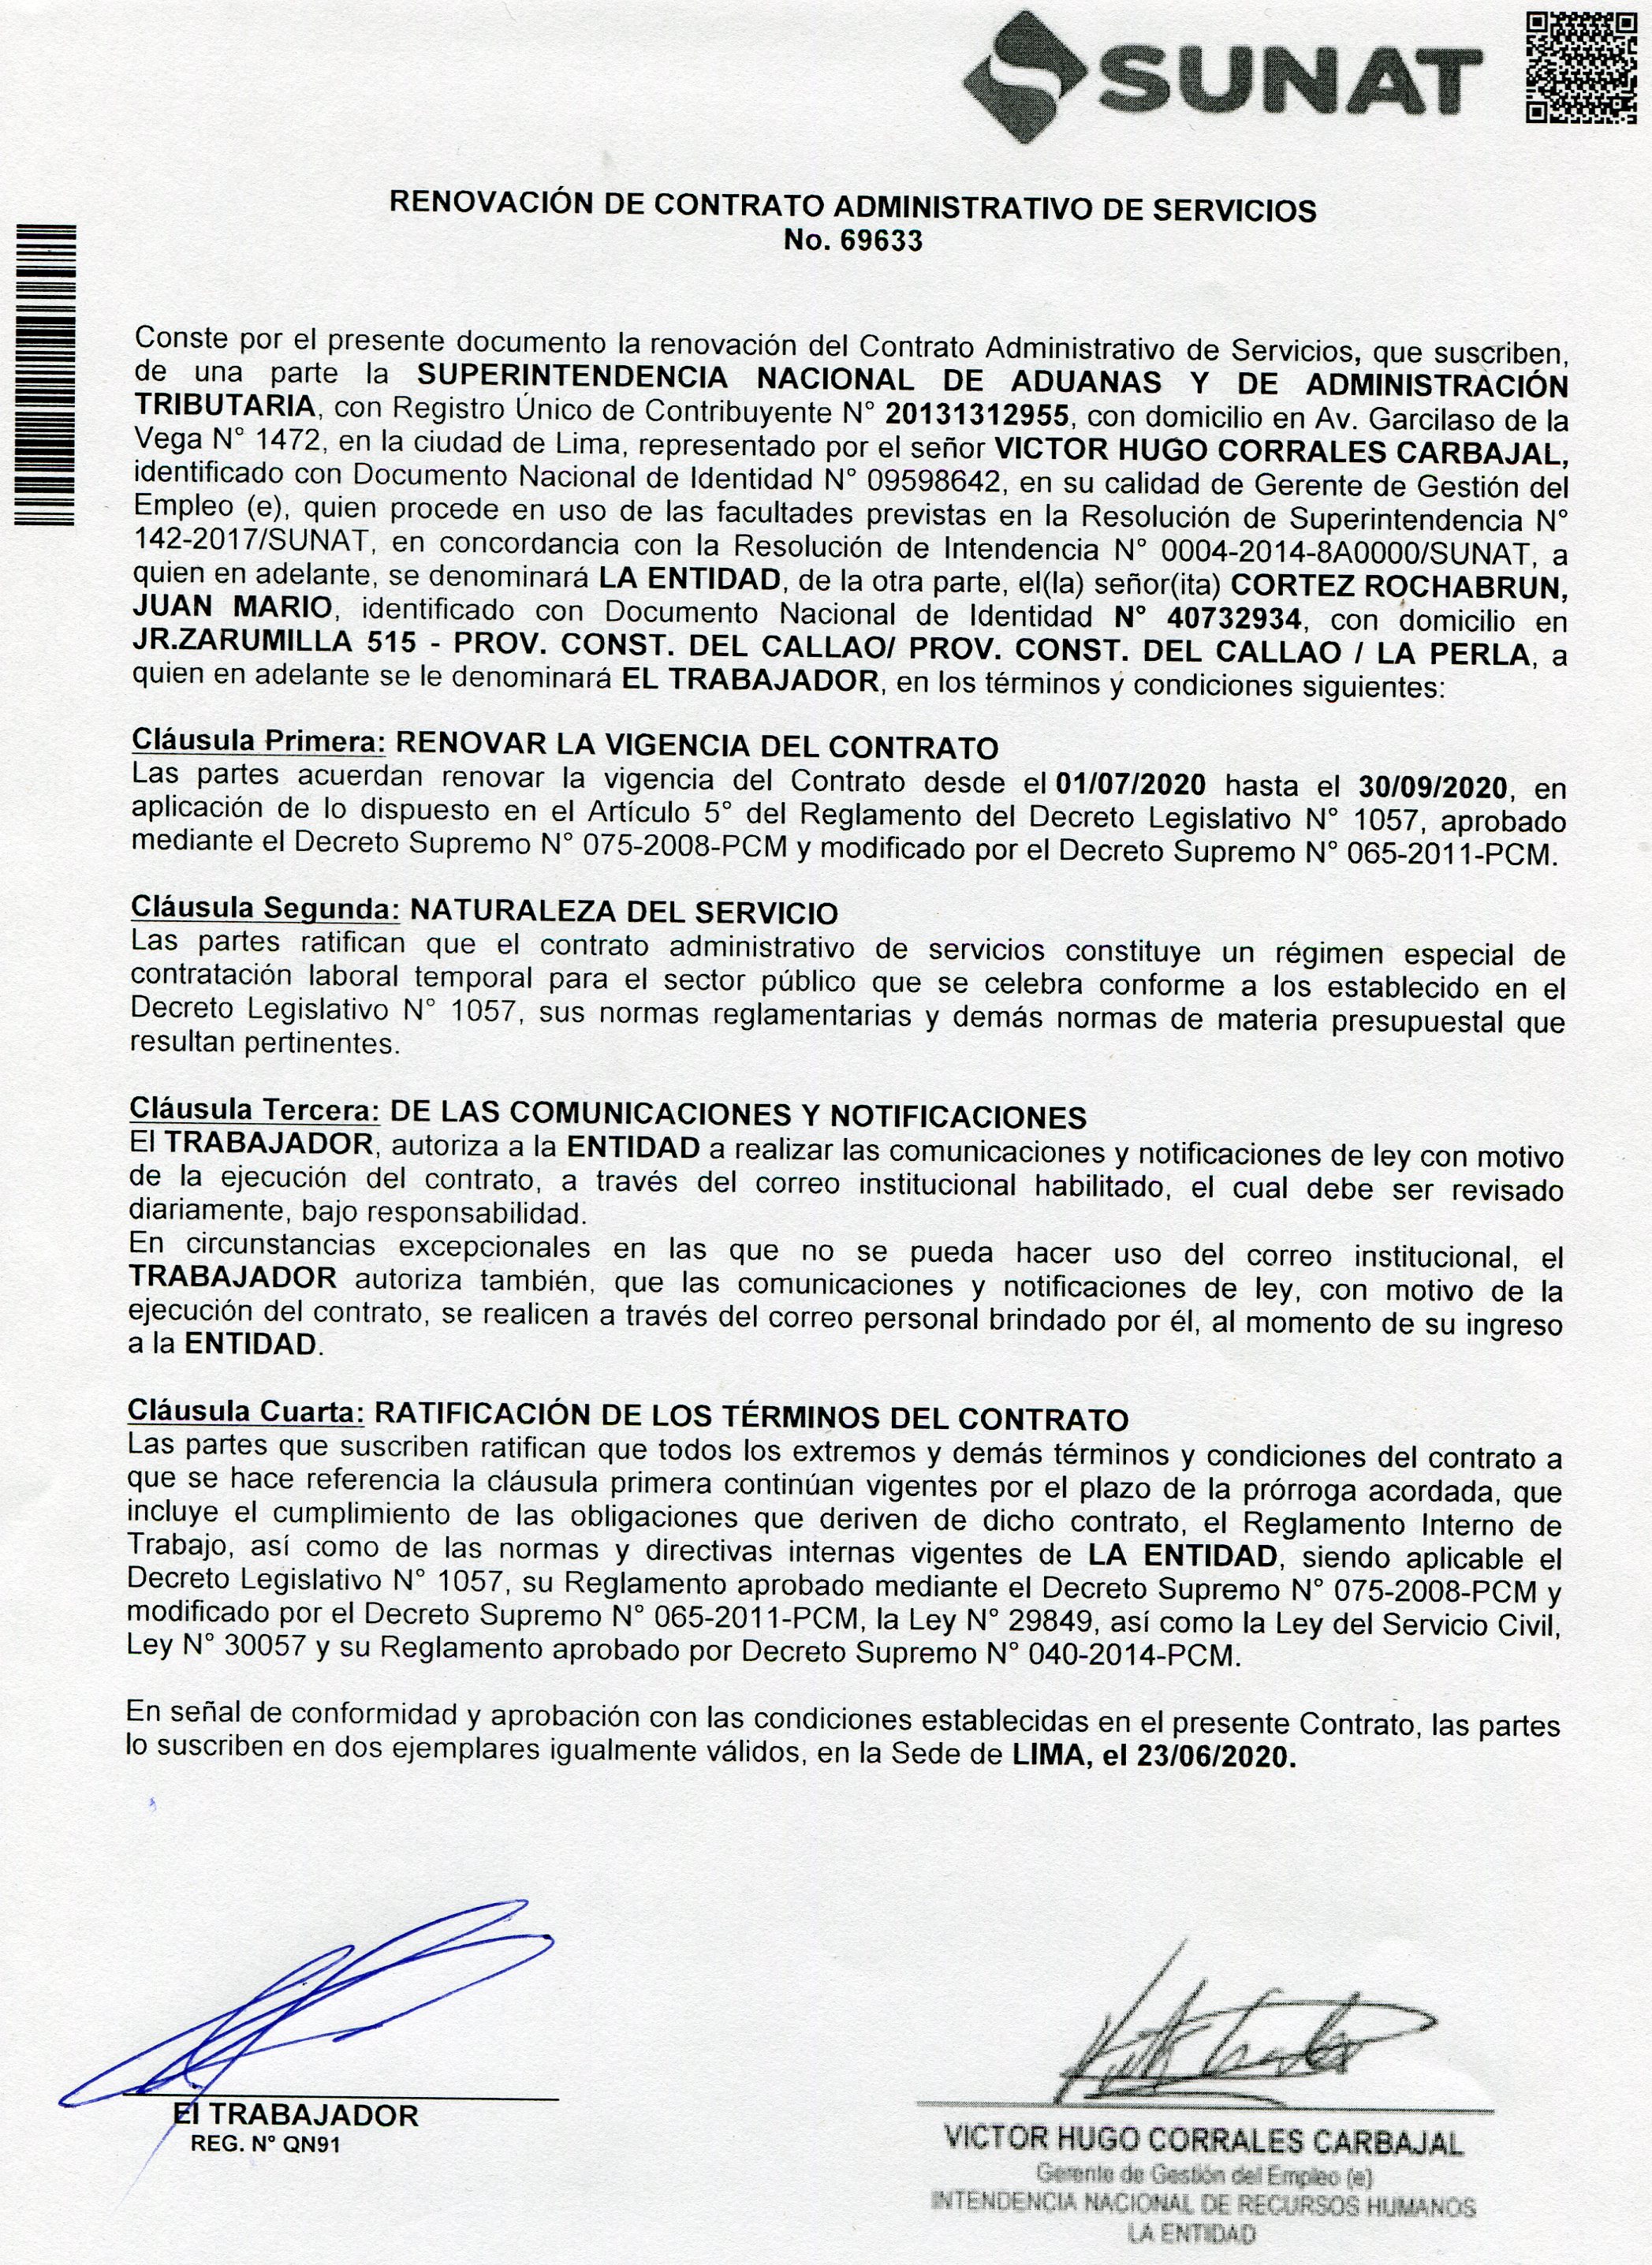 SUNAT
RENOVACIÓN DE CONTRATO ADMINISTRATIVO DE SERVICIOS
No. 69633
Conste por el presente documento la renovación del Contrato Administrativo de Servicios, que suscriben,
de una parte la SUPERINTENDENCIA NACIONAL DE ADUANAS Y DE ADMINISTRACIÓN
TRIBUTARIA, con Registro Único de Contribuyente N° 20131312955, con domicilio en Av. Garcilaso de la
Vega N° 1472, en la ciudad de Lima, representado por el señor VICTOR HUGO CORRALES CARBAJAL,
identificado con Documento Nacional de Identidad N° 09598642, en su calidad de Gerente de Gestión del
Empleo (e), quien procede en uso de las facultades previstas en la Resolución de Superintendencia N°
142-2017/SUNAT, en concordancia con la Resolución de Intendencia N° 0004-2014-8A0000/SUNAT, a
quien en adelante, se denominará LA ENTIDAD, de la otra parte, el(la) señor(ita) CORTEZ ROCHABRUN,
JUAN MARIO, identificado con Documento Nacional de Identidad N° 40732934, con domicilio en
JR.ZARUMILLA 515 - PROV. CONST. DEL CALLAO/ PROV. CONST. DEL CALLAO / LA PERLA, a
quien en adelante se le denominará EL TRABAJADOR, en los términos y condiciones siguientes:
Cláusula Primera: RENOVAR LA VIGENCIA DEL CONTRATO
Las partes acuerdan renovar la vigencia del Contrato desde el 01/07/2020 hasta el 30/09/2020, en
aplicación de lo dispuesto en el Artículo 5° del Reglamento del Decreto Legislativo N° 1057, aprobado
mediante el Decreto Supremo N° 075-2008-PCM y modificado por el Decreto Supremo N° 065-2011-PCM.
Cláusula Segunda: NATURALEZA DEL SERVICIO
Las partes ratifican que el contrato administrativo de servicios constituye un régimen especial de
contratación laboral temporal para el sector público que se celebra conforme a los establecido en el
Decreto Legislativo N° 1057, sus normas reglamentarias y demás normas de materia presupuestal que
resultan pertinentes.
Cláusula Tercera: DE LAS COMUNICACIONES Y NOTIFICACIONES
El TRABAJADOR, autoriza a la ENTIDAD a realizar las comunicaciones y notificaciones de ley con motivo
de la ejecución del contrato, a través del correo institucional habilitado, el cual debe ser revisado
diariamente, bajo responsabilidad.
En circunstancias excepcionales en las que no se pueda hacer uso del correo institucional, el
TRABAJADOR autoriza también, que las comunicaciones y notificaciones de ley, con motivo de la
ejecución del contrato, se realicen a través del correo personal brindado por él, al momento de su ingreso
a la ENTIDAD.
Cláusula Cuarta: RATIFICACIÓN DE LOS TÉRMINOS DEL CONTRATO
Las partes que suscriben ratifican que todos los extremos y demás términos y condiciones del contrato a
que se hace referencia la cláusula primera continúan vigentes por el plazo de la prórroga acordada, que
incluye el cumplimiento de las obligaciones que deriven de dicho contrato, el Reglamento Interno de
Trabajo, así como de las normas y directivas internas vigentes de LA ENTIDAD, siendo aplicable el
Decreto Legislativo N° 1057, su Reglamento aprobado mediante el Decreto Supremo N° 075-2008-PCM y
modificado por el Decreto Supremo N° 065-2011-PCM, la Ley N° 29849, así como la Ley del Servicio Civil,
Ley N° 30057 y su Reglamento aprobado por Decreto Supremo N° 040-2014-PCM.
En señal de conformidad y aprobación con las condiciones establecidas en el presente Contrato, las partes
lo suscriben en dos ejemplares igualmente válidos, en la Sede de LIMA, el 23/06/2020.
El TRABAJADOR
REG. N° QN91
VICTOR HUGO CORRALES CARBAJAL
Gerente de Gestión del Empleo (e)
INTENDENCIA NACIONAL DE RECURSOS HUMANOS
LA ENTIDAD